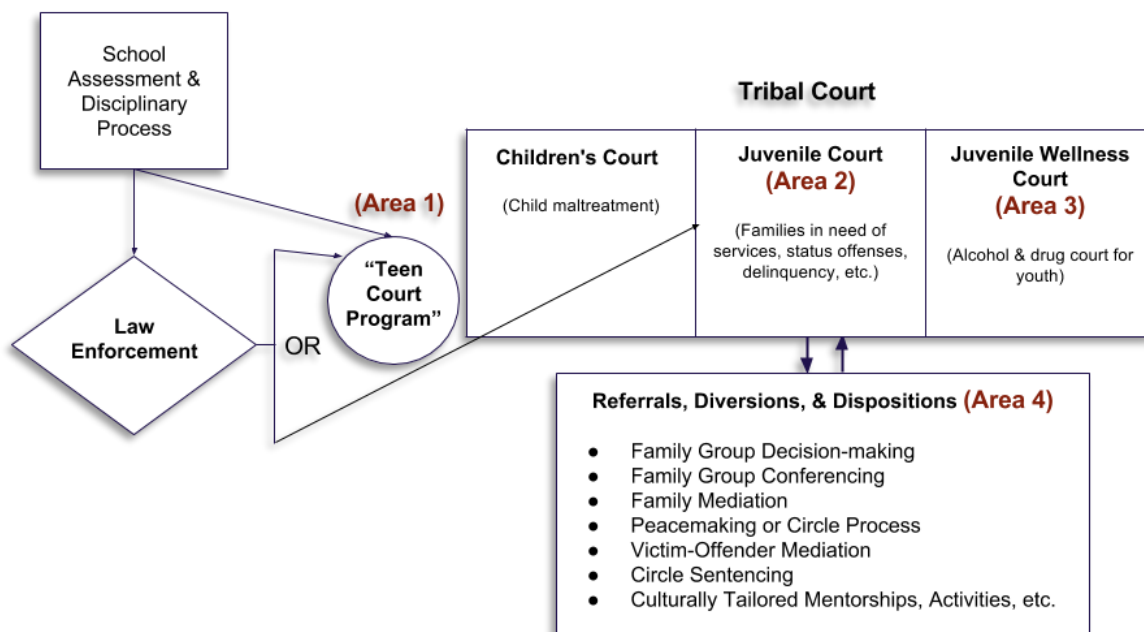 School
Assessment &
Disciplinary
Process
Tribal Court
Children's Court
(Child maltreatment)
Juvenile Court
(Area 2)
(Families in need of
services, status offenses,
delinquency, etc.)
Juvenile Wellness
Court
(Area 3)
(Alcohol & drug court for
youth)
(Area 1)
“Teen
Court
Program”
Law
Enforcement
OR
Referrals, Diversions, & Dispositions (Area 4)
● Family Group Decision-making
● Family Group Conferencing
● Family Mediation
● Peacemaking or Circle Process
● Victim-Offender Mediation
● Circle Sentencing
● Culturally Tailored Mentorships, Activities, etc.